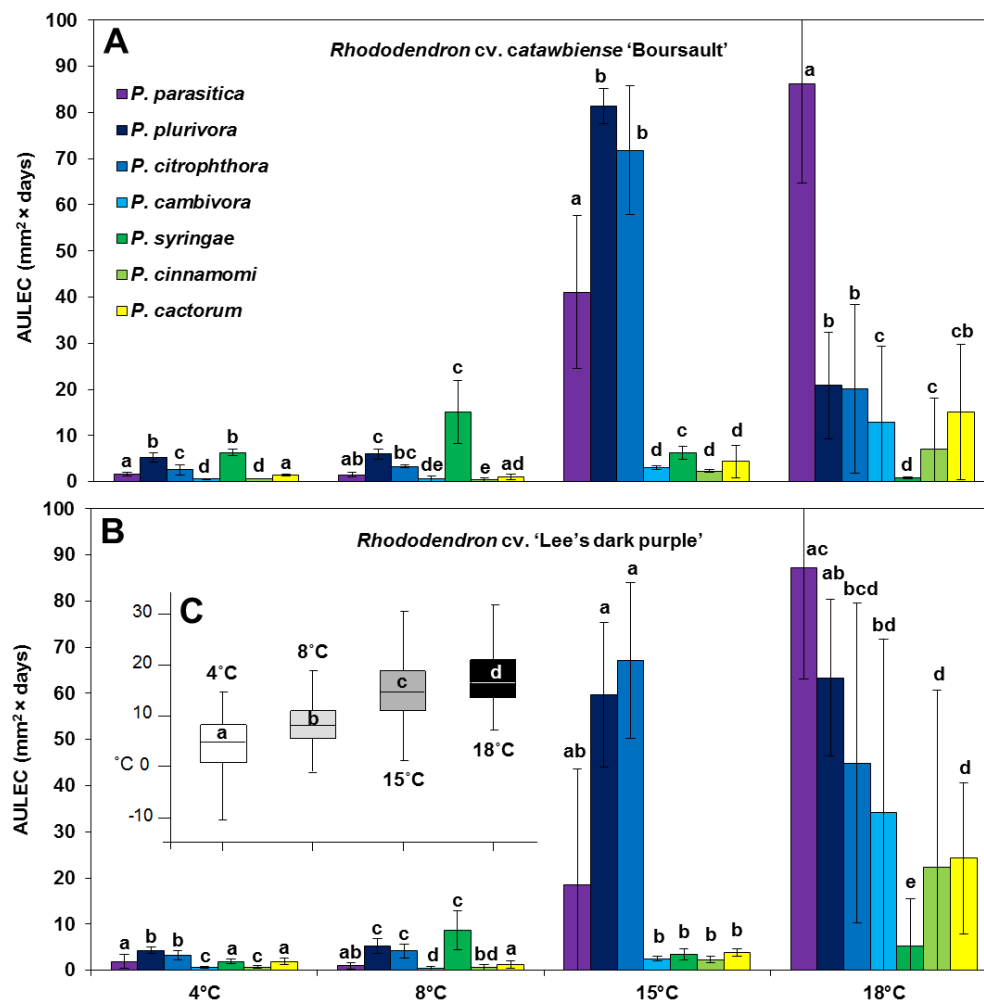 A
Rhododendron cv. catawbiense ‘Boursault’
P. parasitica
P. plurivora
P. citrophthora
P. cambivora
P. syringae
P. cinnamomi
P. cactorum
AULEC (mm² × days)
100
90
80
70
60
50
40
30
20
10
0
a b c d b d a
ab c bc de c e ad
a b b d c d d
a b b c d c cb
B
Rhododendron cv. ‘Lee’s dark purple’
AULEC (mm² × days)
100
90
80
70
60
50
40
30
20
10
0
a b b c a c a
ab c c d c bd a
ab a a b b b b
ac ab bcd bd e d d
C
30
20
10
˚C 0
-10
4˚C
8˚C
15˚C
18˚C
a
b
c
d
4°C 8°C 15°C 18°C